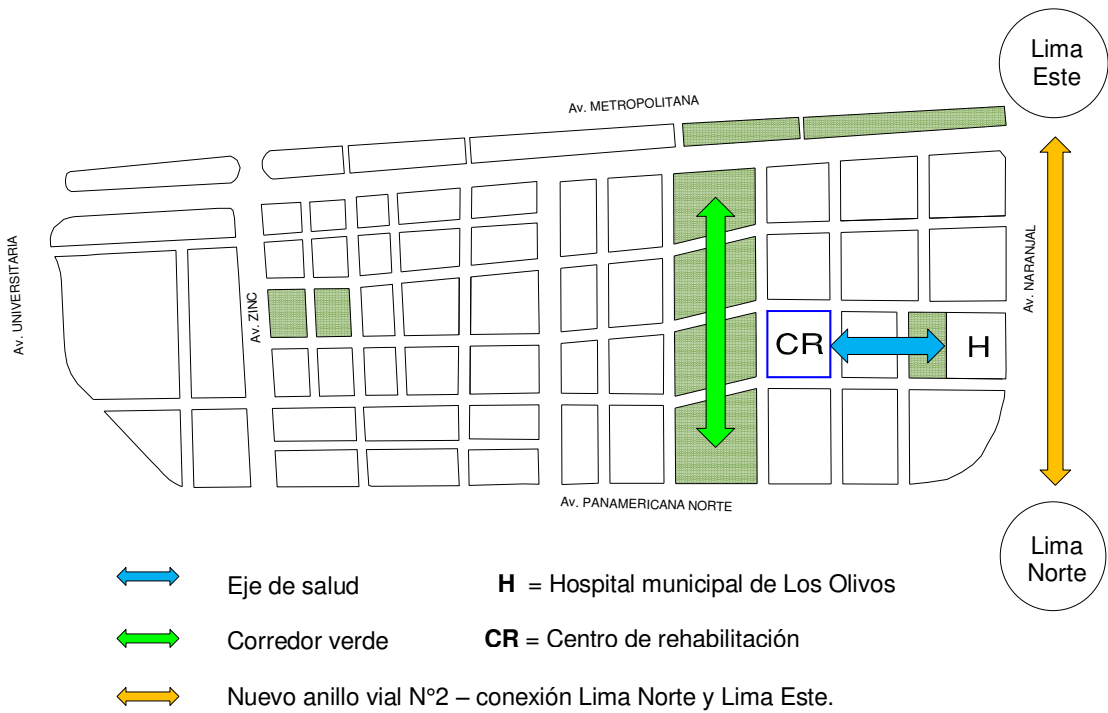 Lima
Este
Av. METROPOLITANA
Av. UNIVERSITARIA
Av. ZINC
Av. NARANJAL
CR
H
Av. PANAMERICANA NORTE
Lima
Norte
Eje de salud
H = Hospital municipal de Los Olivos
Corredor verde
CR = Centro de rehabilitación
Nuevo anillo vial N°2 – conexión Lima Norte y Lima Este.